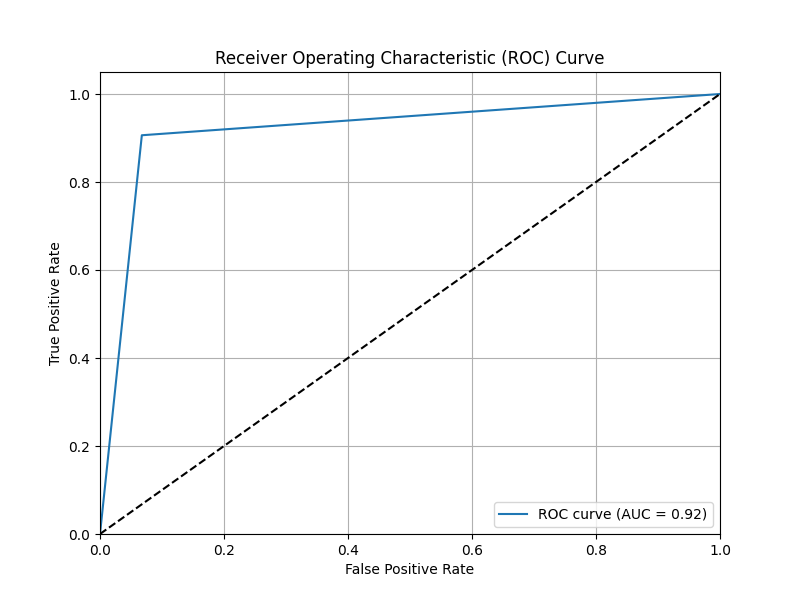 Receiver Operating Characteristic (ROC) Curve
1.0
0.8
0.6
0.4
0.2
0.0
True Positive Rate
ROC curve (AUC = 0.92)
0.0 0.2 0.4 0.6 0.8 1.0
False Positive Rate